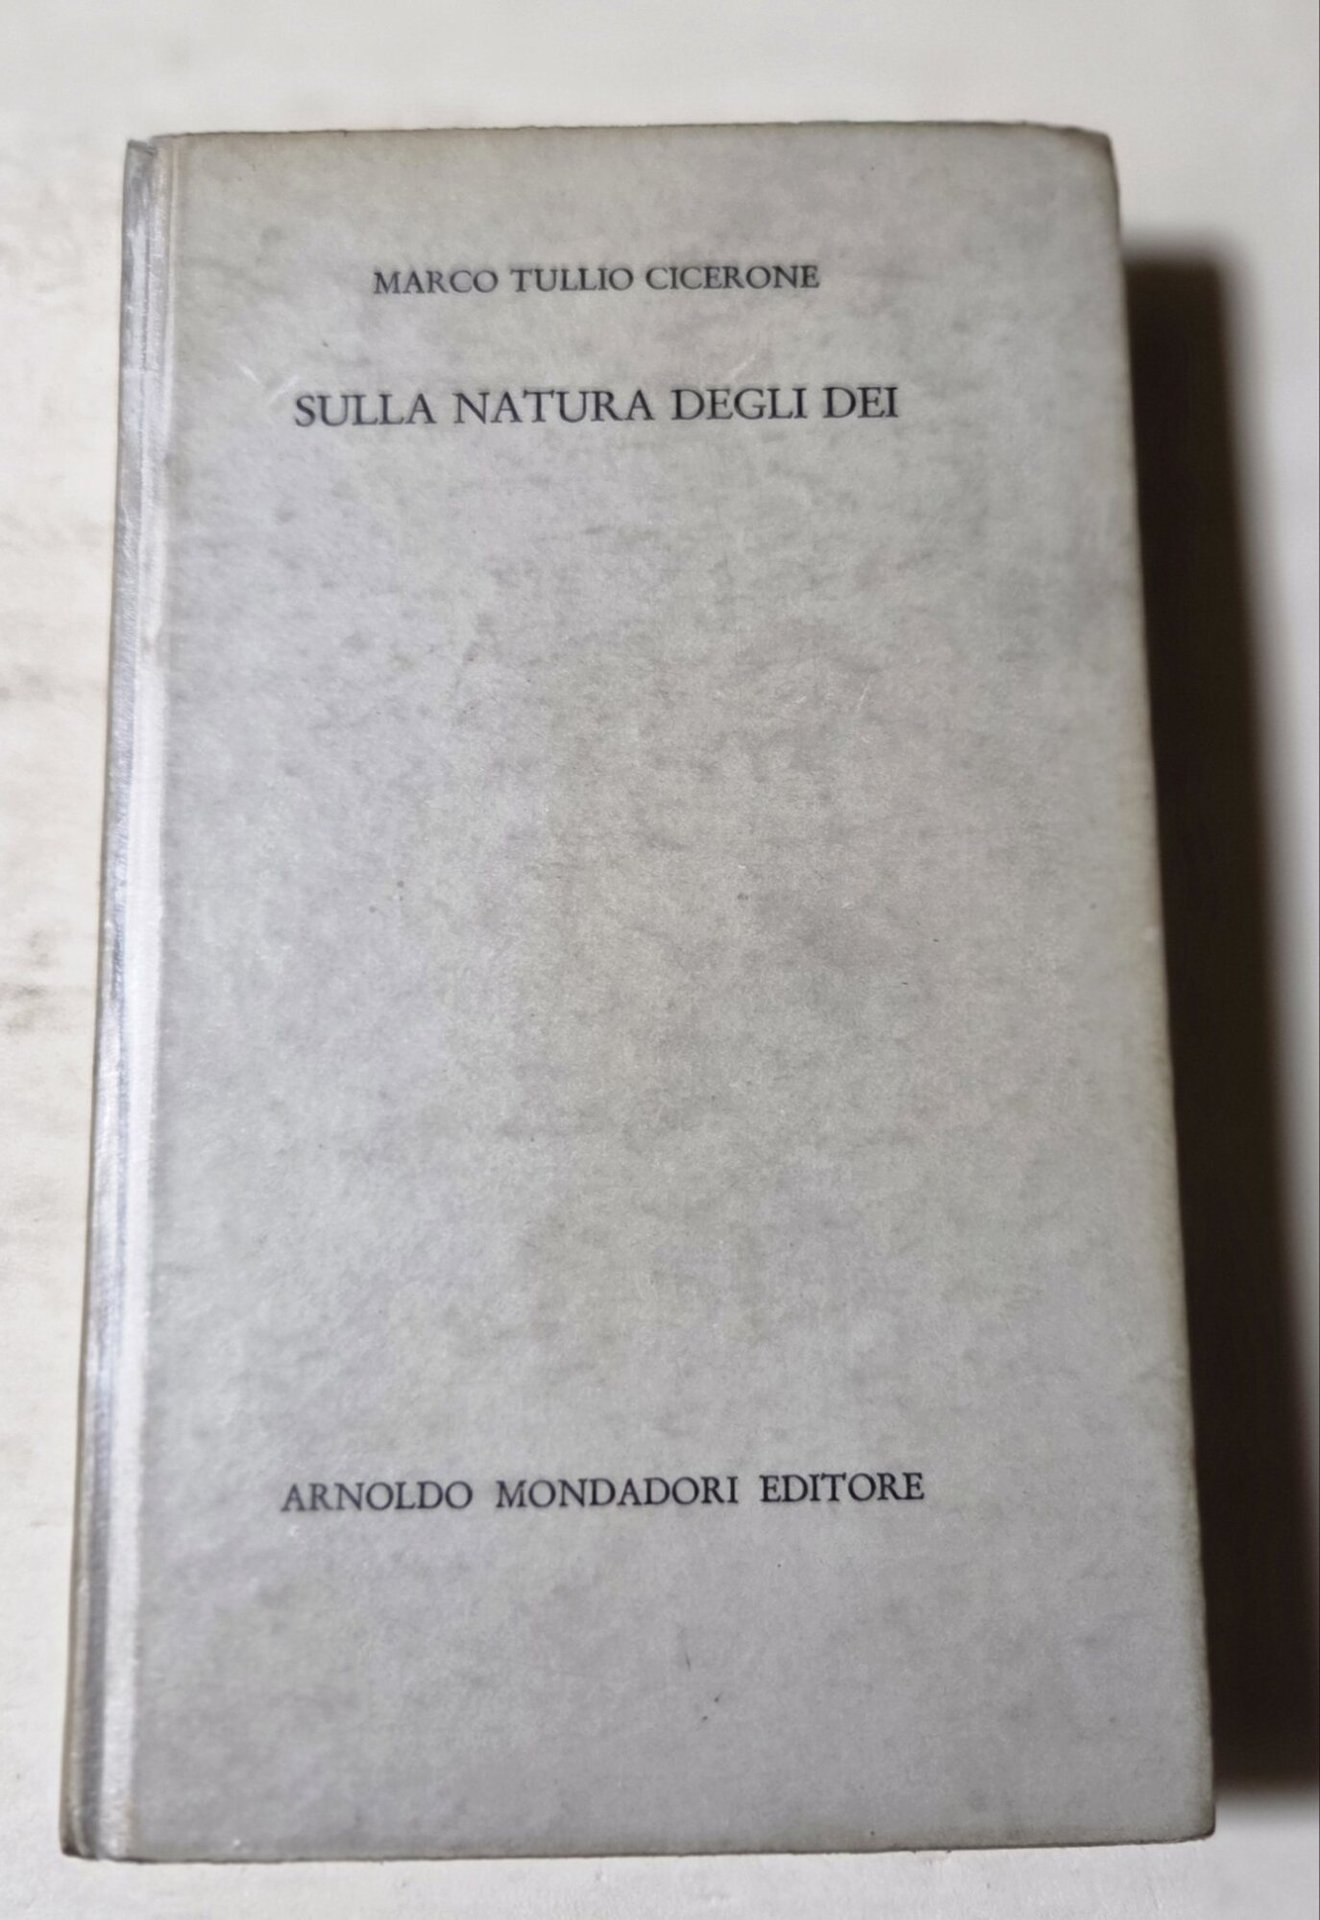 MARCO TULLIO CICERONE
SULLA NATURA DEGLI DEI
ARNOLDO MONDADORI EDITORE